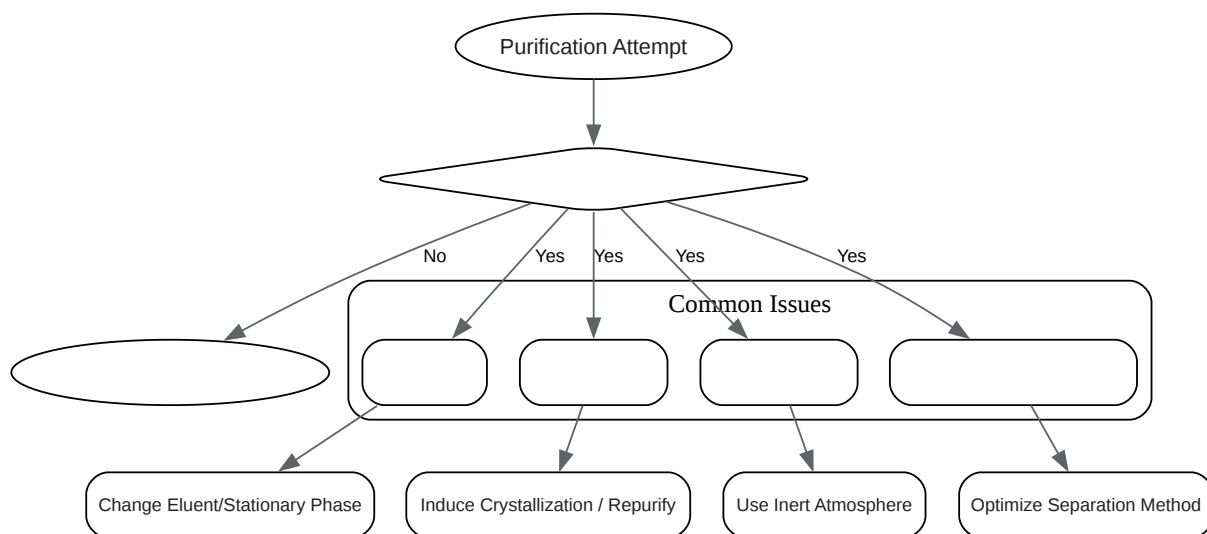 Purification Attempt
No
Yes
Yes
Yes
Yes
Common Issues
Change Eluent/Stationary Phase
Induce Crystallization / Repurify
Use Inert Atmosphere
Optimize Separation Method